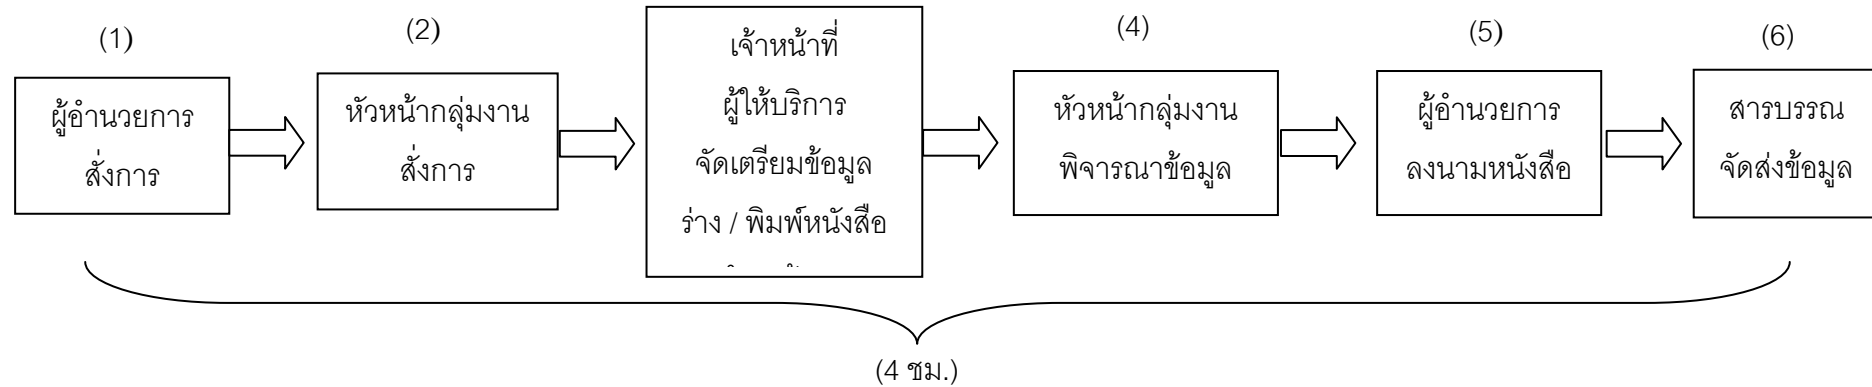 (1)
ผู้อำนวยการ
สั่งการ
(2)
หัวหน้ากลุ่มงาน
สั่งการ
เจ้าหน้าที่
ผู้ให้บริการ
จัดเตรียมข้อมูล
ร่าง / พิมพ์หนังสือ
(4)
หัวหน้ากลุ่มงาน
พิจารณาข้อมูล
(5)
ผู้อำนวยการ
ลงนามหนังสือ
(6)
สารบรรณ
จัดส่งข้อมูล
(4 ชม.)